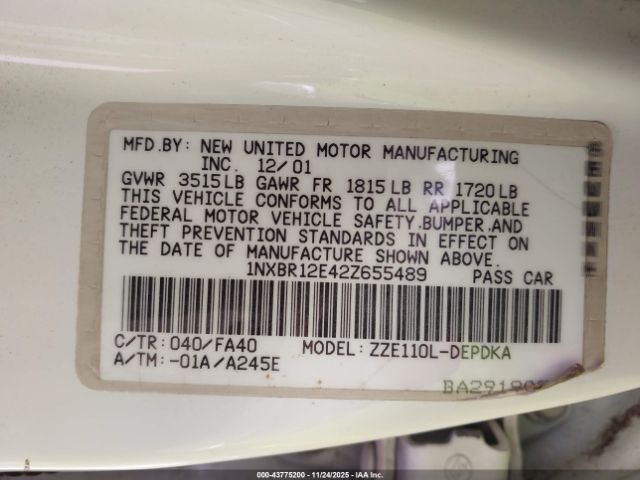 MFD.BY: NEW UNITED MOTOR MANUFACTURING
INC. 12/01
GVWR 3515LB GAWR FR 1815LB RR 1720LB
THIS VEHICLE CONFORMS TO ALL APPLICABLE
FEDERAL MOTOR VEHICLE SAFETY,BUMPER,AND
THEFT PREVENTION STANDARDS IN EFFECT ON
THE DATE OF MANUFACTURE SHOWN ABOVE.
1NXBR12E42Z655489 PASS CAR
C/TR: 040/FA40 MODEL: ZZE110L-DEPDKA
A/TM: -01A/A245E
000-43775200 - 11/24/2025 - IAA Inc.